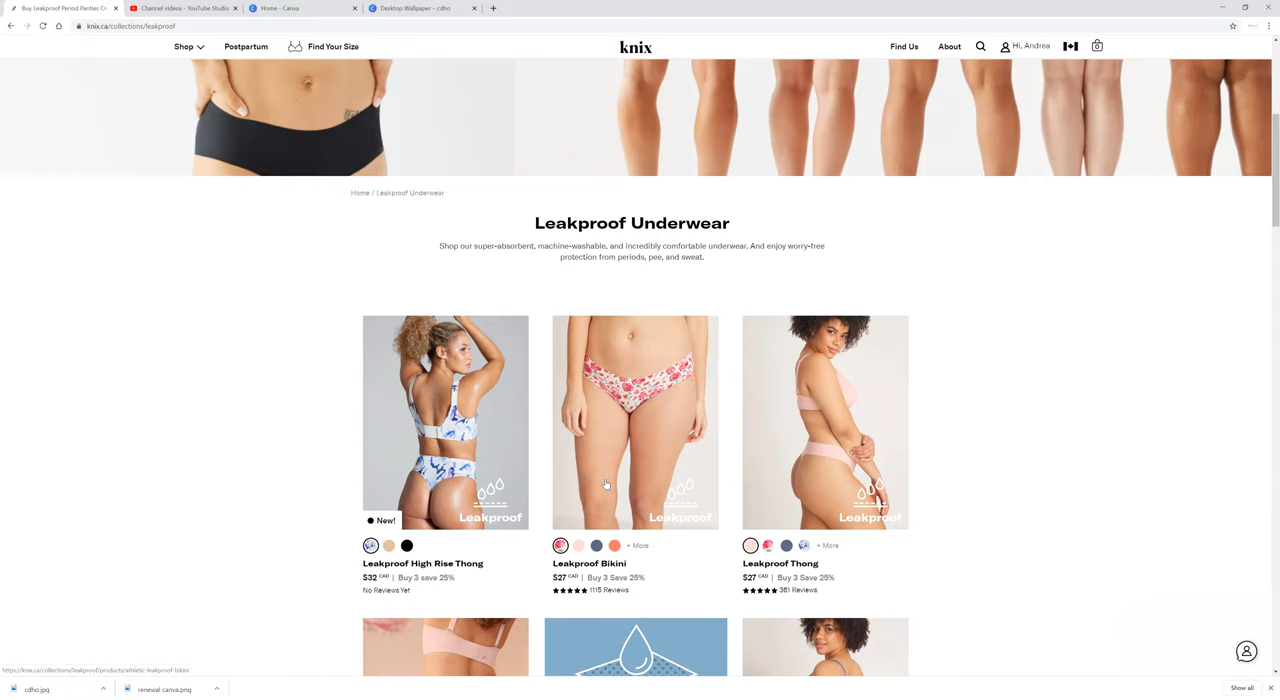 Buy Leakproof Period Panties On
Channel videos - YouTube Studio
Home - Canva
Desktop Wallpaper – cdho
knix.ca/collections/leakproof
Shop
Postpartum
Find Your Size
knix
Find Us
About
Hi, Andrea
0
Home / Leakproof Underwear
Leakproof Underwear
Shop our super-absorbent, machine-washable, and incredibly comfortable underwear. And enjoy worry-free
protection from periods, pee, and sweat.
New!
Leakproof
Leakproof
Leakproof
+ More
+ More
Leakproof High Rise Thong
$32 CAD | Buy 3 save 25%
No Reviews Yet
Leakproof Bikini
$27 CAD | Buy 3 Save 25%
1115 Reviews
Leakproof Thong
$27 CAD | Buy 3 Save 25%
361 Reviews
https://knix.ca/collections/leakproof/products/athletic-leakproof-bikini
cdho.jpg
renewal canva.png
Show all